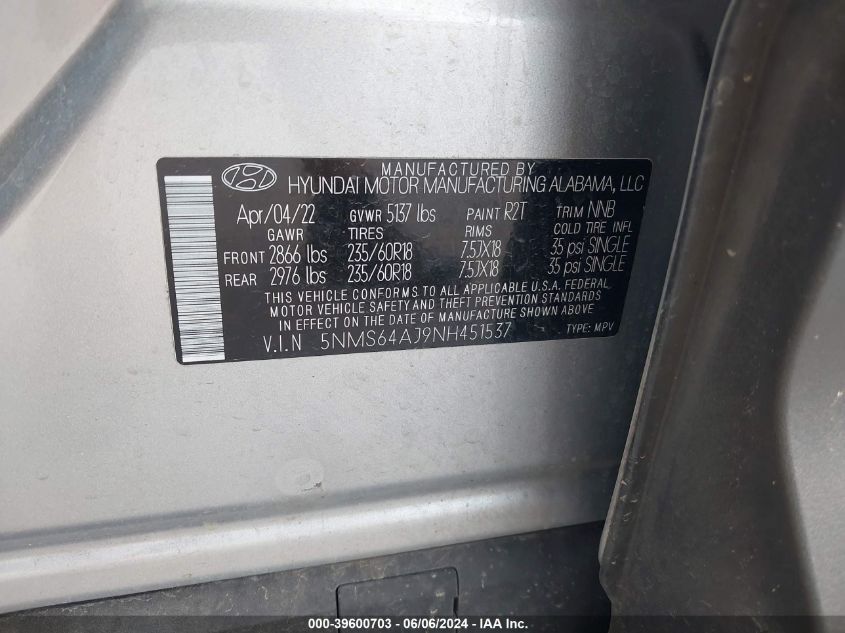 MANUFACTURED BY
HYUNDAI MOTOR MANUFACTURING ALABAMA, LLC
Apr/04/22 GVWR 5137 lbs PAINT R2T TRIM NNB
GAWR TIRES RIMS COLD TIRE INFL
FRONT 2866 lbs 235/60R18 7.5JX18 35 psi SINGLE
REAR 2976 lbs 235/60R18 7.5JX18 35 psi SINGLE
THIS VEHICLE CONFORMS TO ALL APPLICABLE U.S.A. FEDERAL
MOTOR VEHICLE SAFETY AND THEFT PREVENTION STANDARDS
IN EFFECT ON THE DATE OF MANUFACTURE SHOWN ABOVE.
V.I.N 5NMS64AJ9NH451537 TYPE: MPV
000-39600703 - 06/06/2024 - IAA Inc.